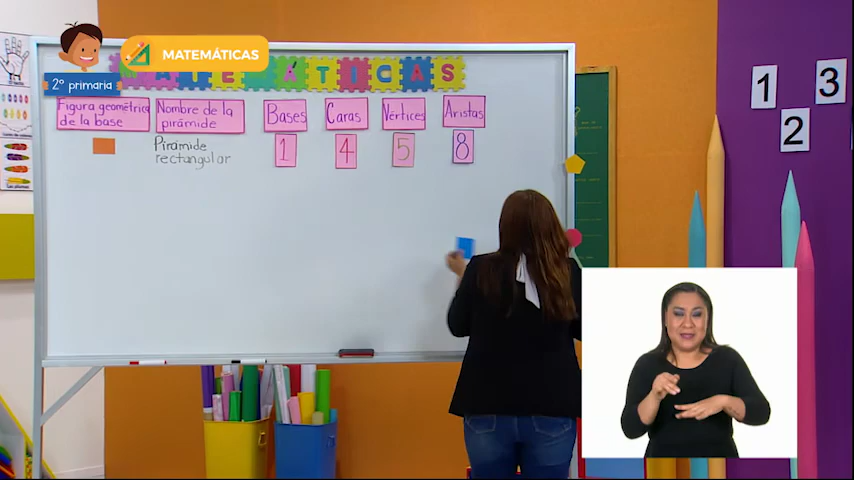 MATEMÁTICAS
2° primaria
MATEMÁTICAS
Figura geométrica
de la base
Nombre de la
pirámide
Bases
Caras
Vértices
Aristas
Pirámide
rectangular
1
4
5
8
1
3
2